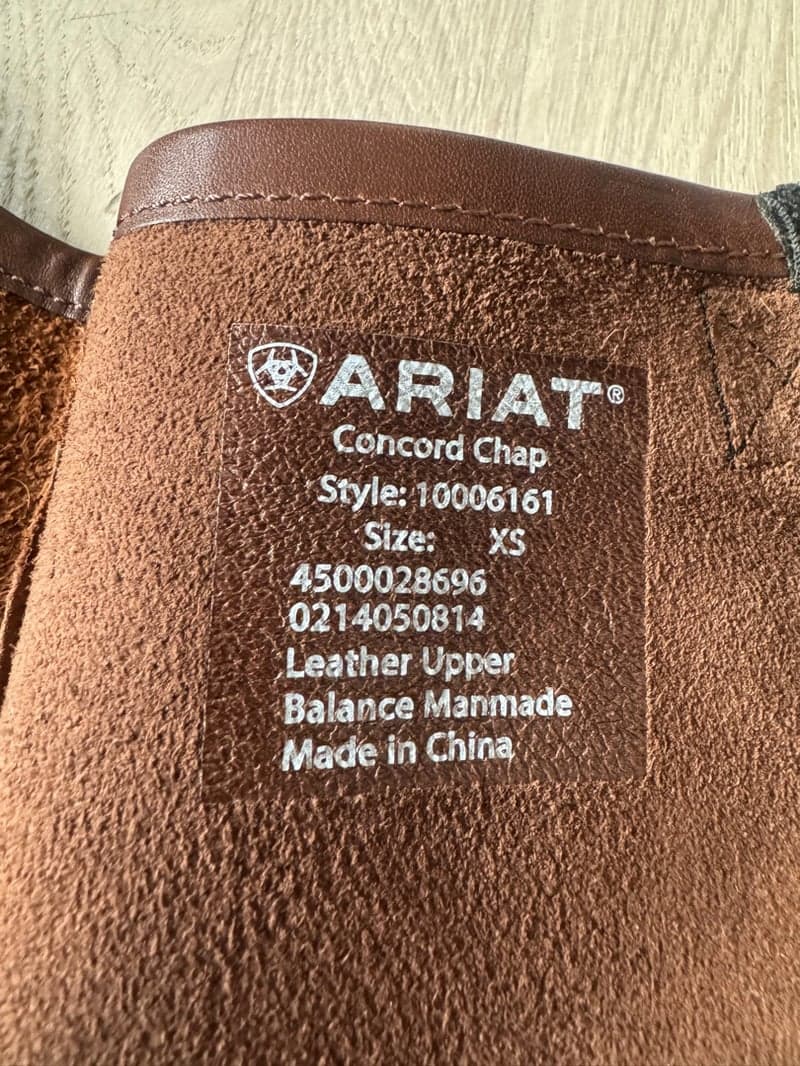 ARIAT®
Concord Chap
Style: 10006161
Size: XS
4500028696
0214050814
Leather Upper
Balance Manmade
Made in China